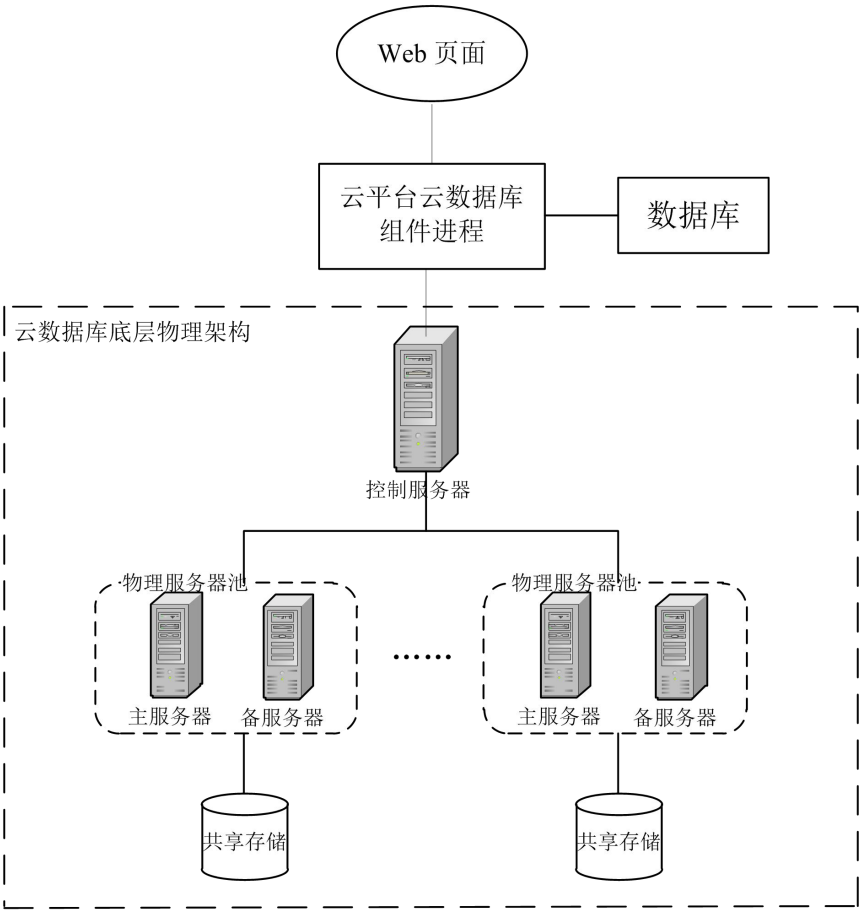 Web 页面
云平台云数据库
组件进程
数据库
云数据库底层物理架构
控制服务器
物理服务器池
物理服务器池
······
主服务器
备服务器
主服务器
备服务器
共享存储
共享存储